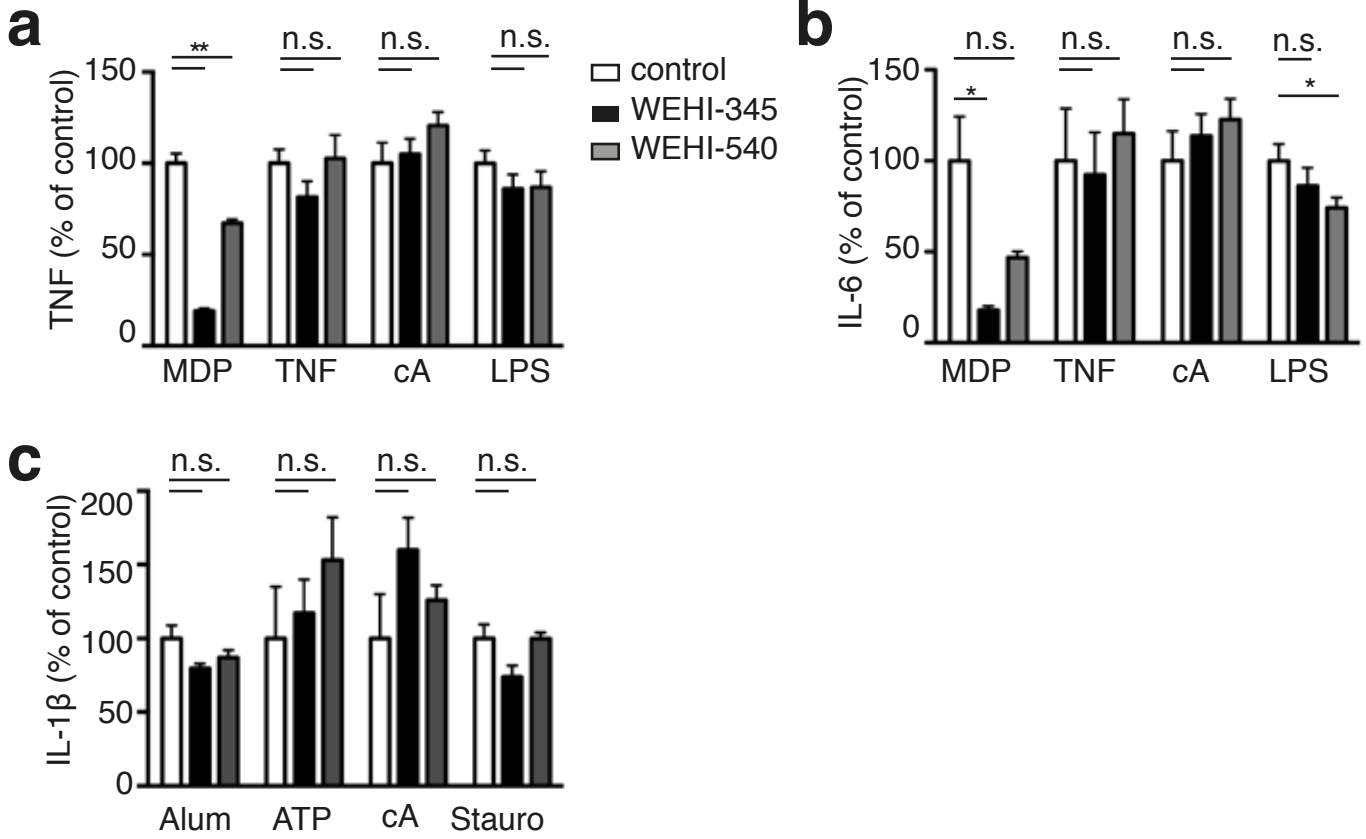 a
**
n.s.
n.s.
n.s.
TNF (% of control)
150
100
50
0
MDP TNF cA LPS
control
WEHI-345
WEHI-540
b
n.s.
*
n.s.
n.s.
n.s.
*
IL-6 (% of control)
150
100
50
0
MDP TNF cA LPS
c
n.s.
n.s.
n.s.
n.s.
IL-1β (% of control)
200
150
100
50
0
Alum ATP cA Stauro